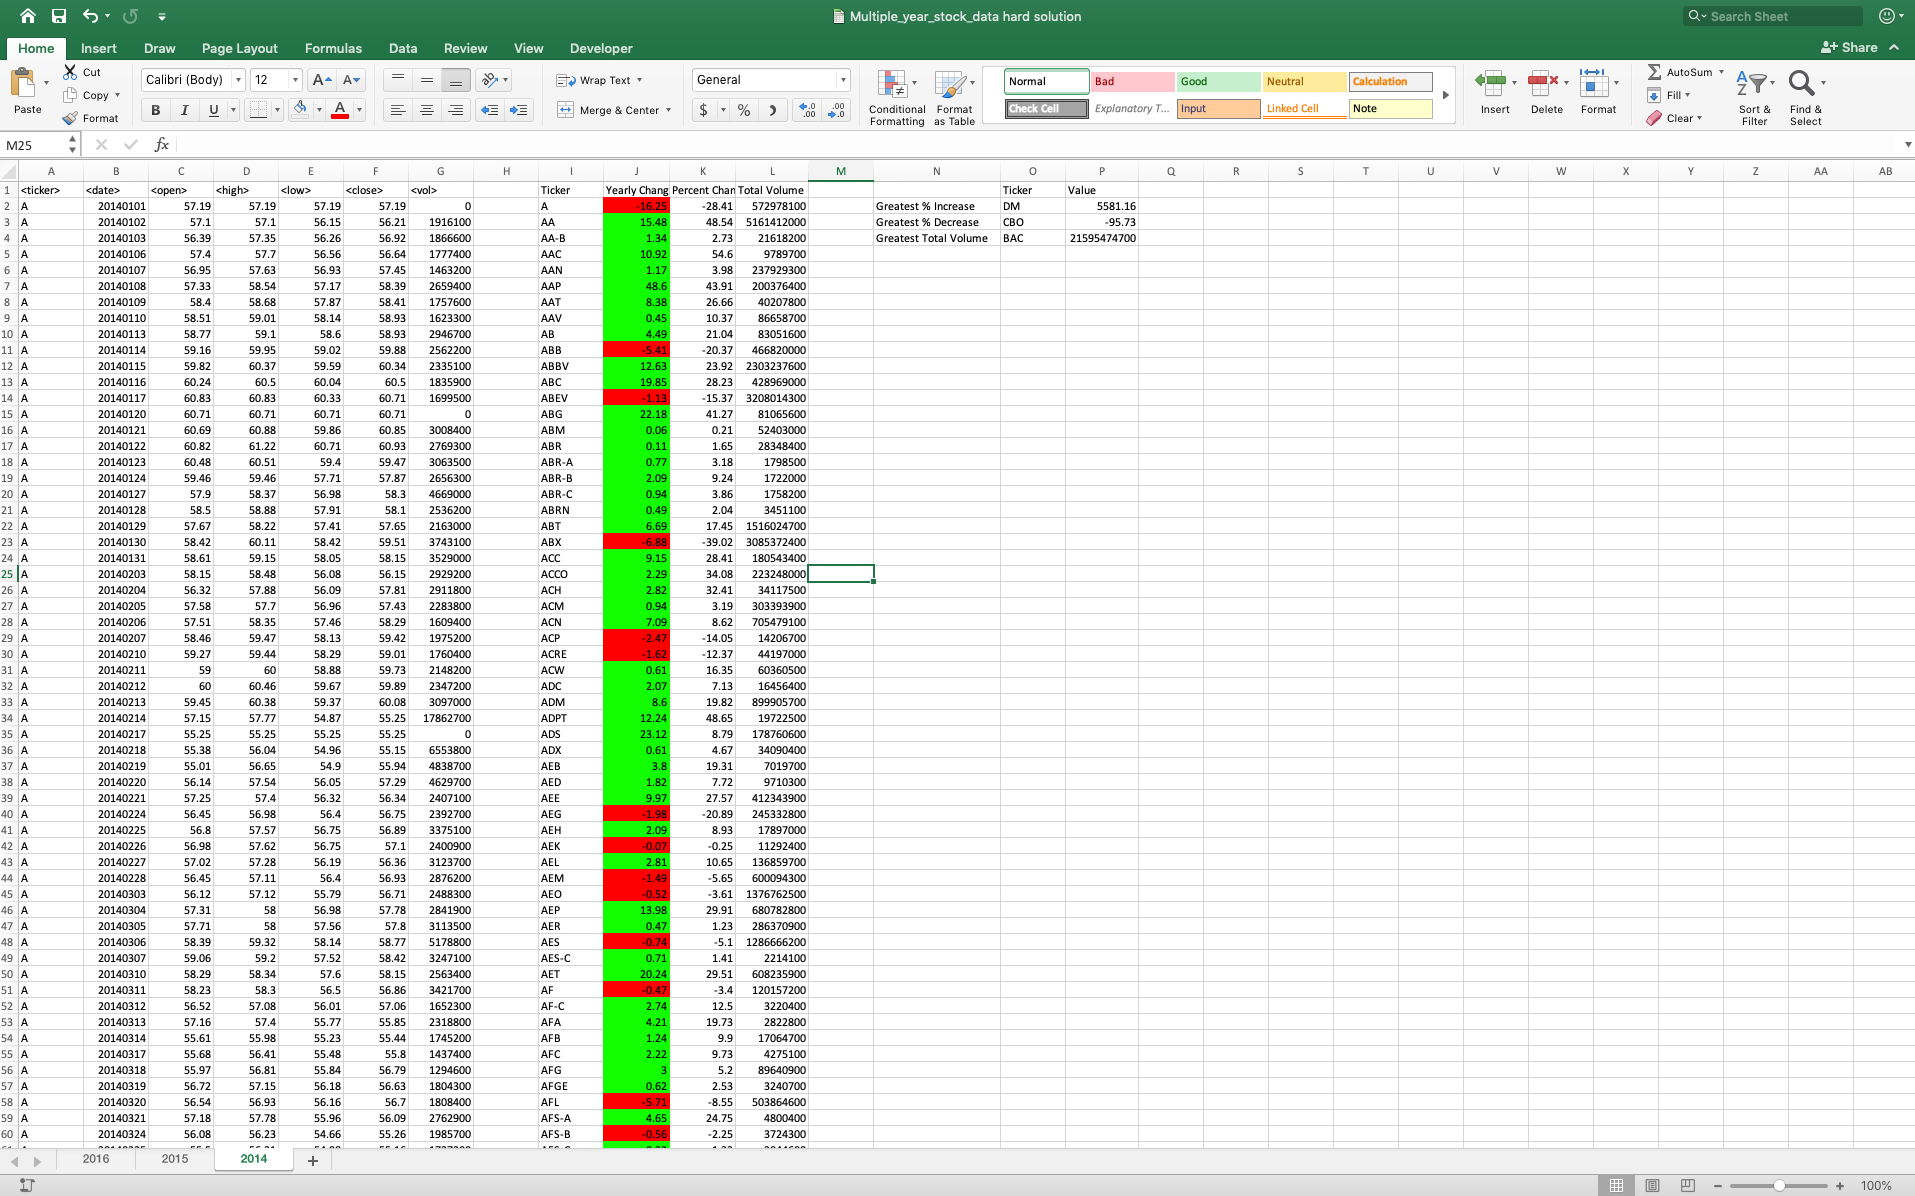 Multiple_year_stock_data hard solution
Search Sheet
Home Insert Draw Page Layout Formulas Data Review View Developer
Share
Paste Cut Copy Format
Calibri (Body) 12 A A
B I U A
Wrap Text
Merge & Center
General
$ % )
Conditional Formatting
Format as Table
Normal Bad Good Neutral Calculation
Check Cell Explanatory T... Input Linked Cell Note
Insert Delete Format
AutoSum
Fill
Clear
Sort & Filter
Find & Select
M25 fx
A B C D E F G H I J K L M N O P Q R S T U V W X Y Z AA AB
1 <ticker> <date> <open> <high> <low> <close> <vol> Ticker Yearly Chang Percent Chan Total Volume Ticker Value
2 A 20140101 57.19 57.19 57.19 57.19 0 A -16.25 -28.41 572978100 Greatest % Increase DM 5581.16
3 A 20140102 57.1 57.1 56.15 56.21 1916100 AA 15.48 48.54 5161412000 Greatest % Decrease CBO -95.73
4 A 20140103 56.39 57.35 56.26 56.92 1866600 AA-B 1.34 2.73 21618200 Greatest Total Volume BAC 21595474700
5 A 20140106 57.4 57.7 56.56 56.64 1777400 AAC 10.92 54.6 9789700
6 A 20140107 56.95 57.63 56.93 57.45 1463200 AAN 1.17 3.98 237929300
7 A 20140108 57.33 58.54 57.17 58.39 2659400 AAP 48.6 43.91 200376400
8 A 20140109 58.4 58.68 57.87 58.41 1757600 AAT 8.38 26.66 40207800
9 A 20140110 58.51 59.01 58.14 58.93 1623300 AAV 0.45 10.37 86658700
10 A 20140113 58.77 59.1 58.6 58.93 2946700 AB 4.49 21.04 83051600
11 A 20140114 59.16 59.95 59.02 59.88 2562200 ABB -5.41 -20.37 466820000
12 A 20140115 59.82 60.37 59.59 60.34 2335100 ABBV 12.63 23.92 2303237600
13 A 20140116 60.24 60.5 60.04 60.5 1835900 ABC 19.85 28.23 428969000
14 A 20140117 60.83 60.83 60.33 60.71 1699500 ABEV -1.13 -15.37 3208014300
15 A 20140120 60.71 60.71 60.71 60.71 0 ABG 22.18 41.27 81065600
16 A 20140121 60.69 60.88 59.86 60.85 3008400 ABM 0.06 0.21 52403000
17 A 20140122 60.82 61.22 60.71 60.93 2769300 ABR 0.11 1.65 28348400
18 A 20140123 60.48 60.51 59.4 59.47 3063500 ABR-A 0.77 3.18 1798500
19 A 20140124 59.46 59.46 57.71 57.87 2656300 ABR-B 2.09 9.24 1722000
20 A 20140127 57.9 58.37 56.98 58.3 4669000 ABR-C 0.94 3.86 1758200
21 A 20140128 58.5 58.88 57.91 58.1 2536200 ABRN 0.49 2.04 3451100
22 A 20140129 57.67 58.22 57.41 57.65 2163000 ABT 6.69 17.45 1516024700
23 A 20140130 58.42 60.11 58.42 59.51 3743100 ABX -6.88 -39.02 3085372400
24 A 20140131 58.61 59.15 58.05 58.15 3529000 ACC 9.15 28.41 180543400
25 A 20140203 58.15 58.48 56.08 56.15 2929200 ACCO 2.29 34.08 223248000
26 A 20140204 56.32 57.88 56.09 57.81 2911800 ACH 2.82 32.41 34117500
27 A 20140205 57.58 57.7 56.96 57.43 2283800 ACM 0.94 3.19 303393900
28 A 20140206 57.51 58.35 57.46 58.29 1609400 ACN 7.09 8.62 705479100
29 A 20140207 58.46 59.47 58.13 59.42 1975200 ACP -2.47 -14.05 14206700
30 A 20140210 59.27 59.44 58.29 59.01 1760400 ACRE -1.62 -12.37 44197000
31 A 20140211 59 60 58.88 59.73 2148200 ACW 0.61 16.35 60360500
32 A 20140212 60 60.46 59.67 59.89 2347200 ADC 2.07 7.13 16456400
33 A 20140213 59.45 60.38 59.37 60.08 3097000 ADM 8.6 19.82 899905700
34 A 20140214 57.15 57.77 54.87 55.25 17862700 ADPT 12.24 48.65 19722500
35 A 20140217 55.25 55.25 55.25 55.25 0 ADS 23.12 8.79 178760600
36 A 20140218 55.38 56.04 54.96 55.15 6553800 ADX 0.61 4.67 34090400
37 A 20140219 55.01 56.65 54.9 55.94 4838700 AEB 3.8 19.31 7019700
38 A 20140220 56.14 57.54 56.05 57.29 4629700 AED 1.82 7.72 9710300
39 A 20140221 57.25 57.4 56.32 56.34 2407100 AEE 9.97 27.57 412343900
40 A 20140224 56.45 56.98 56.4 56.75 2392700 AEG -1.98 -20.89 245332800
41 A 20140225 56.8 57.57 56.75 56.89 3375100 AEH 2.09 8.93 17897000
42 A 20140226 56.98 57.62 56.75 57.1 2400900 AEK -0.07 -0.25 11292400
43 A 20140227 57.02 57.28 56.19 56.36 3123700 AEL 2.81 10.65 136859700
44 A 20140228 56.45 57.11 56.4 56.93 2876200 AEM -1.49 -5.65 600094300
45 A 20140303 56.12 57.12 55.79 56.71 2488300 AEO -0.52 -3.61 1376762500
46 A 20140304 57.31 58 56.98 57.78 2841900 AEP 13.98 29.91 680782800
47 A 20140305 57.71 58 57.56 57.8 3113500 AER 0.47 1.23 286370900
48 A 20140306 58.39 59.32 58.14 58.77 5178800 AES -0.74 -5.1 1286666200
49 A 20140307 59.06 59.2 57.52 58.42 3247100 AES-C 0.71 1.41 2214100
50 A 20140310 58.29 58.34 57.6 58.15 2563400 AET 20.24 29.51 608235900
51 A 20140311 58.23 58.3 56.5 56.86 3421700 AF -0.47 -3.4 120157200
52 A 20140312 56.52 57.08 56.01 57.06 1652300 AF-C 2.74 12.5 3220400
53 A 20140313 57.16 57.4 55.77 55.85 2318800 AFA 4.21 19.73 2822800
54 A 20140314 55.61 55.98 55.23 55.44 1745200 AFB 1.24 9.9 17064700
55 A 20140317 55.68 56.41 55.48 55.8 1437400 AFC 2.22 9.73 4275100
56 A 20140318 55.97 56.81 55.84 56.79 1294600 AFG 3 5.2 89640900
57 A 20140319 56.72 57.15 56.18 56.63 1804300 AFGE 0.62 2.53 3240700
58 A 20140320 56.54 56.93 56.16 56.7 1808400 AFL -5.71 -8.55 503864600
59 A 20140321 57.18 57.78 55.96 56.09 2762900 AFS-A 4.65 24.75 4800400
60 A 20140324 56.08 56.23 54.66 55.26 1985700 AFS-B -0.56 -2.25 3724300
2016 2015 2014 +
100%